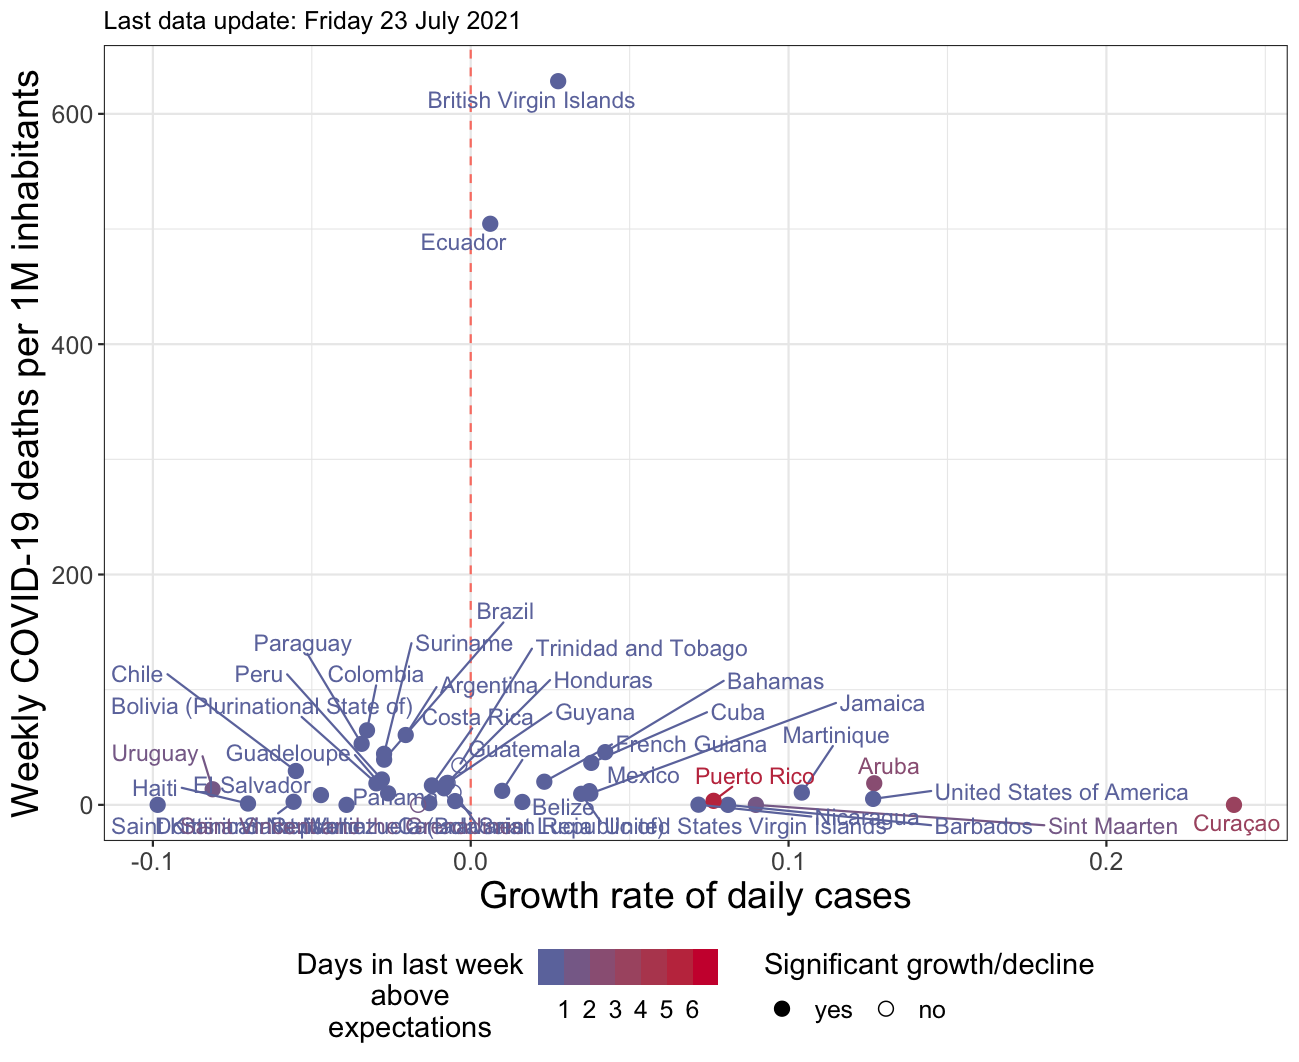 Last data update: Friday 23 July 2021
Weekly COVID-19 deaths per 1M inhabitants
600
400
200
0
British Virgin Islands
Ecuador
Brazil
Paraguay
Suriname
Trinidad and Tobago
Chile
Peru
Colombia
Argentina
Honduras
Bahamas
Bolivia (Plurinational State of)
Costa Rica
Guyana
Cuba
Jamaica
Uruguay
Guadeloupe
Guatemala
French Guiana
Martinique
Haiti
El Salvador
Mexico
Puerto Rico
Aruba
Panama
Belize
United States of America
Nicaragua
United States Virgin Islands
Barbados
Sint Maarten
Curaçao
-0.1
0.0
0.1
0.2
Growth rate of daily cases
Days in last week
above
expectations
1 2 3 4 5 6
Significant growth/decline
yes
no